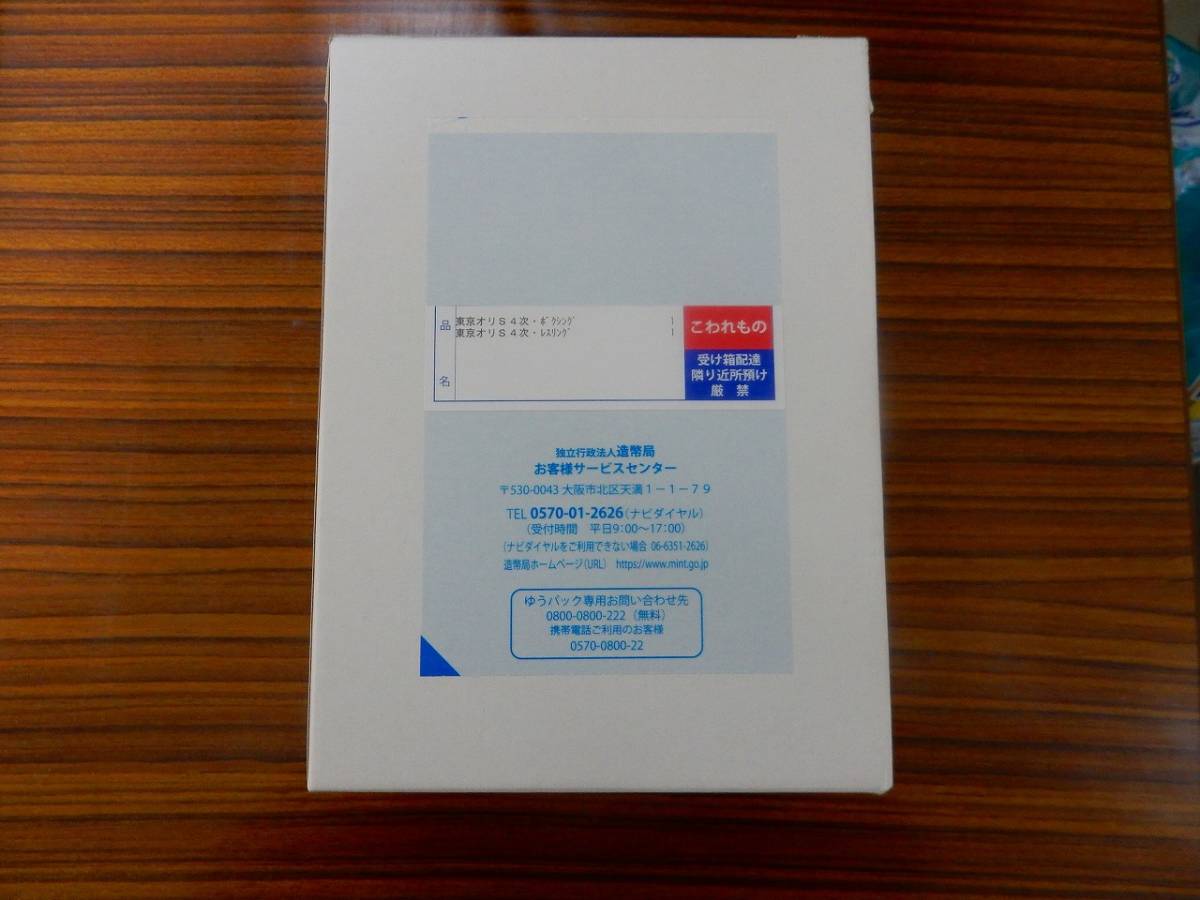 品名
東京オリS4次・ﾎﾞｸｼﾝｸﾞ 1
東京オリS4次・ﾚｽﾘﾝｸﾞ 1
こわれもの
受け箱配達
隣り近所預け
厳 禁
独立行政法人造幣局
お客様サービスセンター
〒530-0043 大阪市北区天満1-1-79
TEL 0570-01-2626（ナビダイヤル）
（受付時間 平日9:00～17:00）
（ナビダイヤルをご利用できない場合 06-6351-2626）
造幣局ホームページ（URL） https://www.mint.go.jp
ゆうパック専用お問い合わせ先
0800-0800-222（無料）
携帯電話ご利用のお客様
0570-0800-22